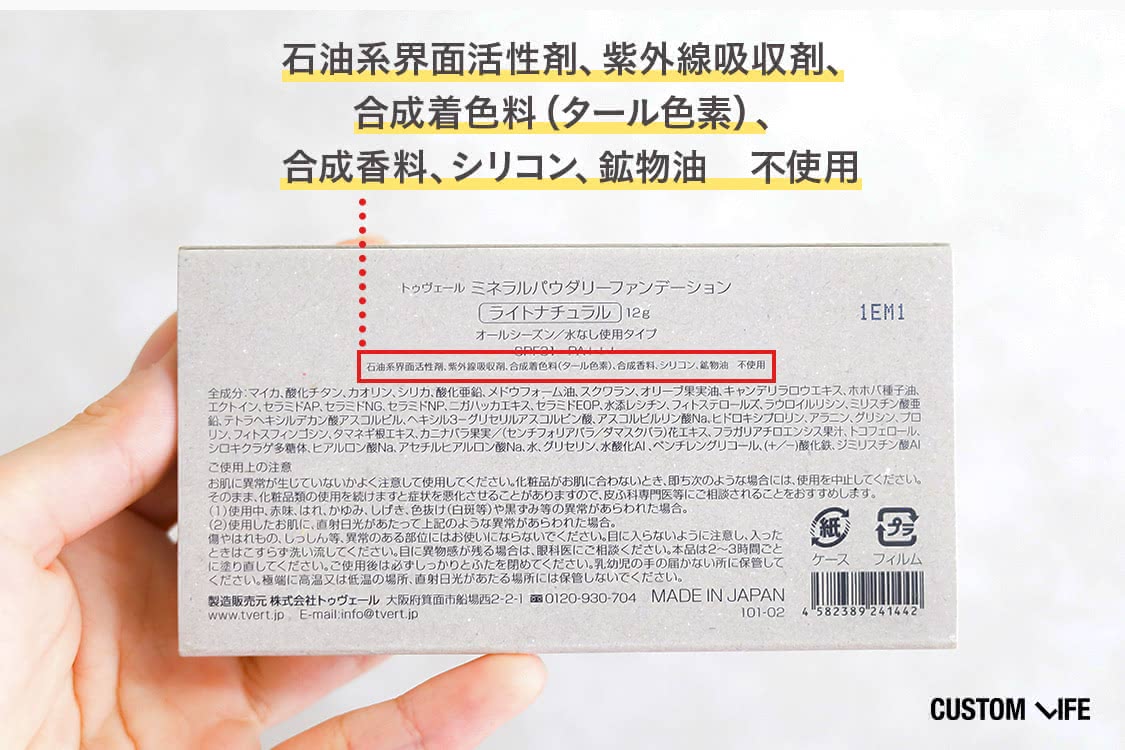 石油系界面活性剤、紫外線吸収剤、
合成着色料(タール色素)、
合成香料、シリコン、鉱物油　不使用
トゥヴェール ミネラルパウダリーファンデーション
ライトナチュラル 12g
1EM1
オールシーズン/水なし使用タイプ
石油系界面活性剤、紫外線吸収剤、合成着色料(タール色素)、合成香料、シリコン、鉱物油　不使用
全成分:マイカ、酸化チタン、カオリン、シリカ、酸化亜鉛、メドウフォーム油、スクワラン、オリーブ果実油、キャンデリラロウエキス、ホホバ種子油、
エクトイン、セラミドAP、セラミドNG、セラミドNP、ニガハッカエキス、セラミドEOP、水添レシチン、フィトステロールズ、ラウロイルリシン、ミリスチン酸亜
鉛、テトラヘキシルデカン酸アスコルビル、ヘキシル3-グリセリルアスコルビン酸、アスコルビルリン酸Na、ヒドロキシプロリン、アラニン、グリシン、プロ
リン、フィトスフィンゴシン、タマネギ根エキス、カニナバラ果実/(センチフォリアバラ/ダマスクバラ)花エキス、フラガリアチロエンシス果汁、トコフェロール、
シロキクラゲ多糖体、ヒアルロン酸Na、アセチルヒアルロン酸Na、水、グリセリン、水酸化Al、ペンチレングリコール、(+/-)酸化鉄、ジミリスチン酸Al
ご使用上の注意
お肌に異常が生じていないかよく注意して使用してください。化粧品がお肌に合わないとき、即ち次のような場合には、使用を中止してください。
そのまま、化粧品類の使用を続けますと症状を悪化させることがありますので、皮ふ科専門医等にご相談されることをおすすめします。
(1)使用中、赤味、はれ、かゆみ、しげき、色抜け(白斑等)や黒ずみ等の異常があらわれた場合。
(2)使用したお肌に、直射日光があたって上記のような異常があらわれた場合。
傷やはれもの、しっしん等、異常のある部位にはお使いにならないでください。目に入らないように注意し、入った
ときはこすらず洗い流してください。目に異物感が残る場合は、眼科医にご相談ください。本品は2〜3時間ごと
に塗り直してください。ご使用後は必ずしっかりとふたを閉めてください。乳幼児の手の届かない所に保管して
ください。極端に高温又は低温の場所、直射日光があたる場所には保管しないでください。
紙
プラ
ケース フィルム
製造販売元 株式会社トゥヴェール 大阪府箕面市船場西2-2-1 ☎0120-930-704 MADE IN JAPAN
www.tvert.jp E-mail:info@tvert.jp
101-02
4 582389 241442
CUSTOM LIFE